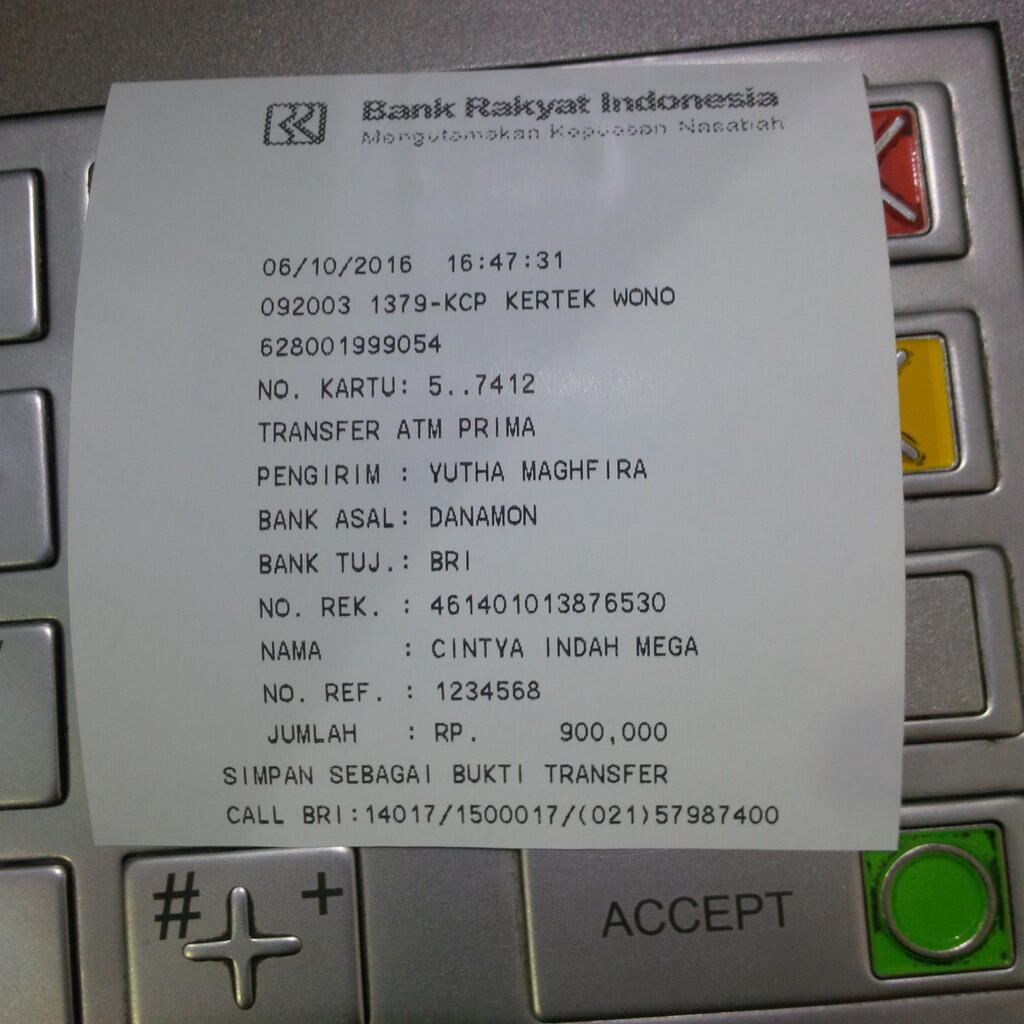 Bank Rakyat Indonesia
Mengutamakan Kepuasan Nasabah
06/10/2016 16:47:31
092003 1379-KCP KERTEK WONO
628001999054
NO. KARTU: 5..7412
TRANSFER ATM PRIMA
PENGIRIM : YUTHA MAGHFIRA
BANK ASAL: DANAMON
BANK TUJ.: BRI
NO. REK. : 461401013876530
NAMA : CINTYA INDAH MEGA
NO. REF. : 1234568
JUMLAH : RP. 900,000
SIMPAN SEBAGAI BUKTI TRANSFER
CALL BRI:14017/1500017/(021)57987400
# +
ACCEPT